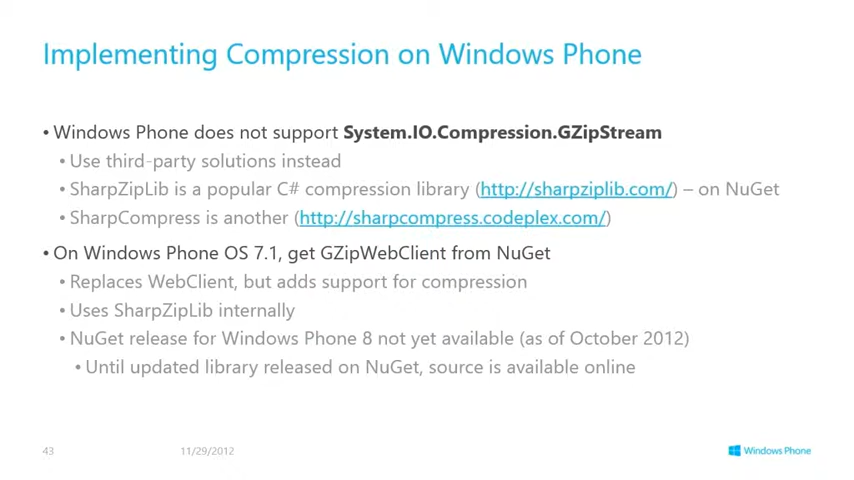 Implementing Compression on Windows Phone
• Windows Phone does not support System.IO.Compression.GZipStream
• Use third-party solutions instead
• SharpZipLib is a popular C# compression library (http://sharpziplib.com/) – on NuGet
• SharpCompress is another (http://sharpcompress.codeplex.com/)
• On Windows Phone OS 7.1, get GZipWebClient from NuGet
• Replaces WebClient, but adds support for compression
• Uses SharpZipLib internally
• NuGet release for Windows Phone 8 not yet available (as of October 2012)
• Until updated library released on NuGet, source is available online
43 11/29/2012 Windows Phone